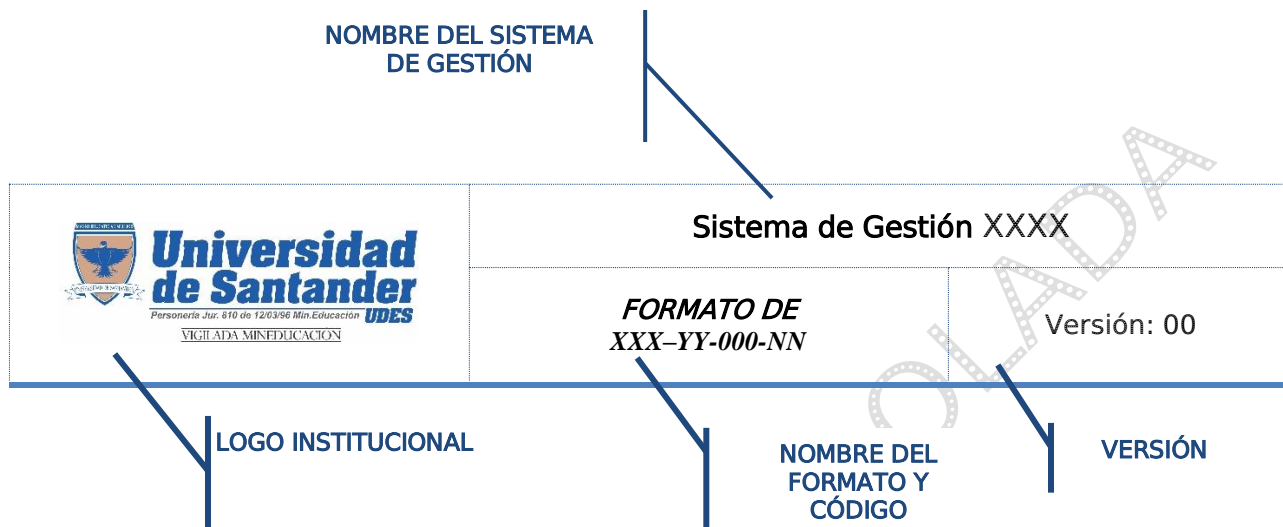 NOMBRE DEL SISTEMA
DE GESTIÓN
Sistema de Gestión XXXX
Universidad
de Santander
Personería Jur. 810 de 12/03/96 Min.Educación UDES
VIGILADA MINEDUCACION
FORMATO DE
XXX–YY-000-NN
Versión: 00
OLADA
LOGO INSTITUCIONAL
NOMBRE DEL
FORMATO Y
CÓDIGO
VERSIÓN